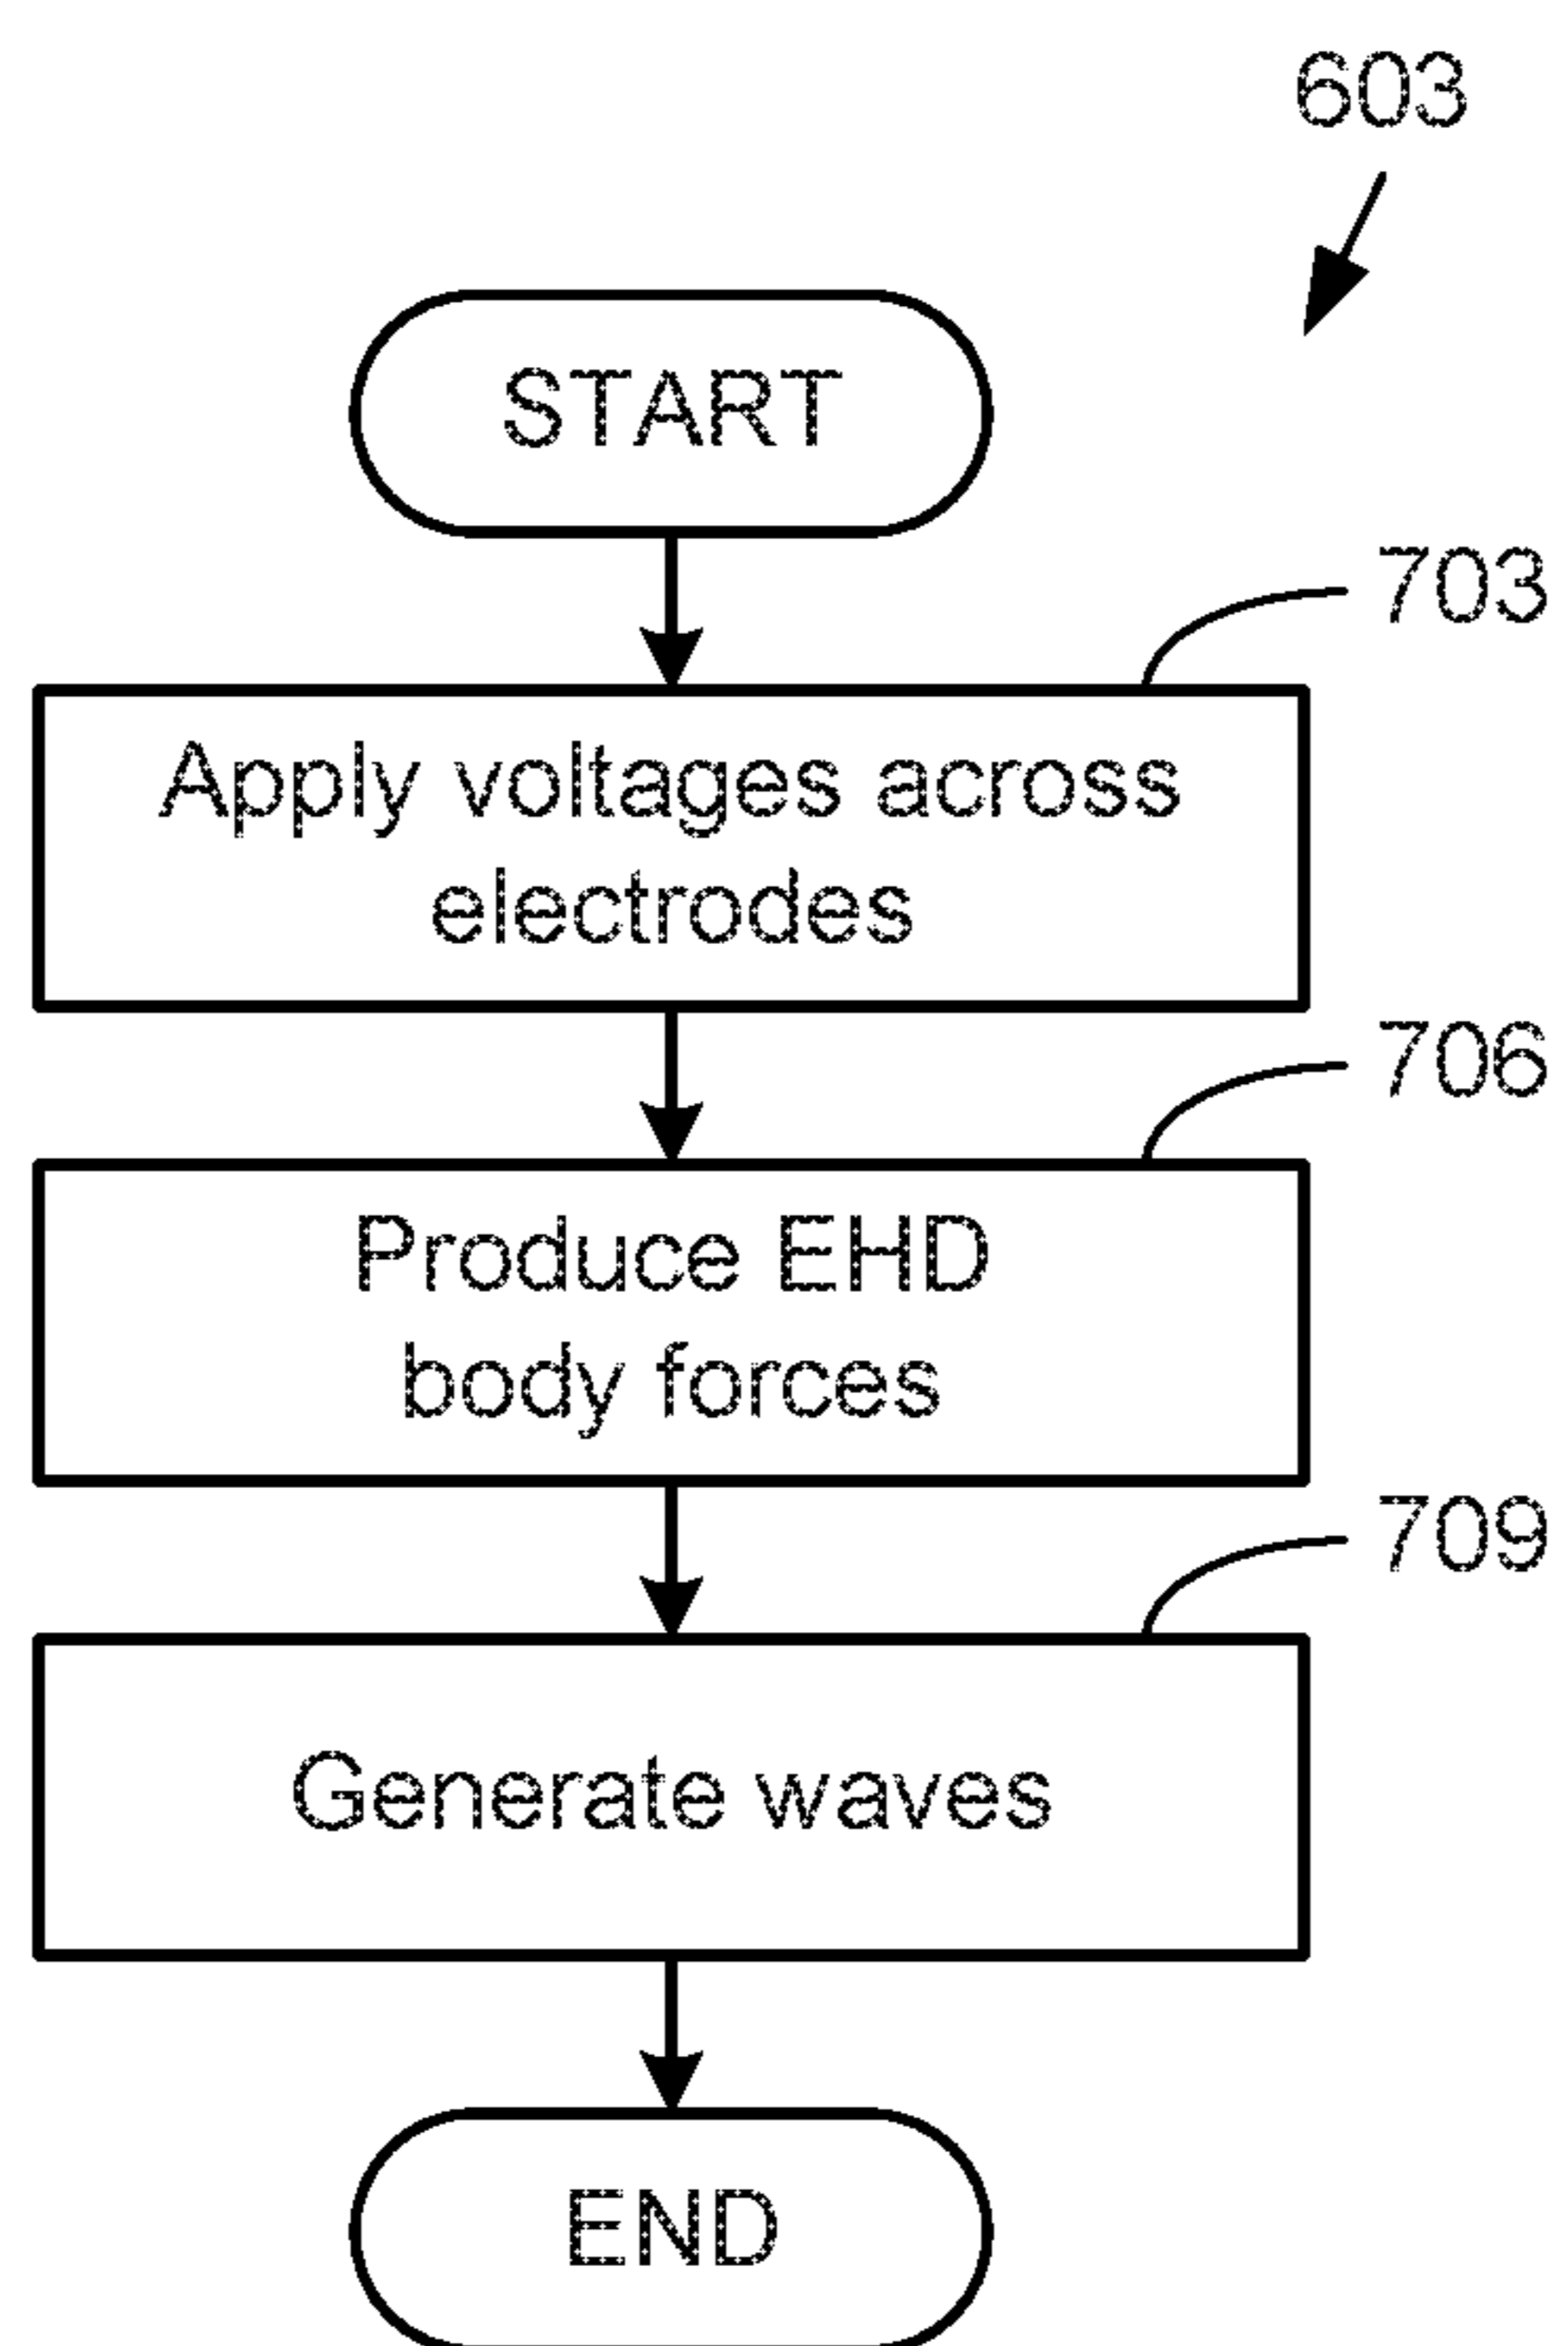 603
START
703
Apply voltages across
electrodes
706
Produce EHD
body forces
709
Generate waves
END